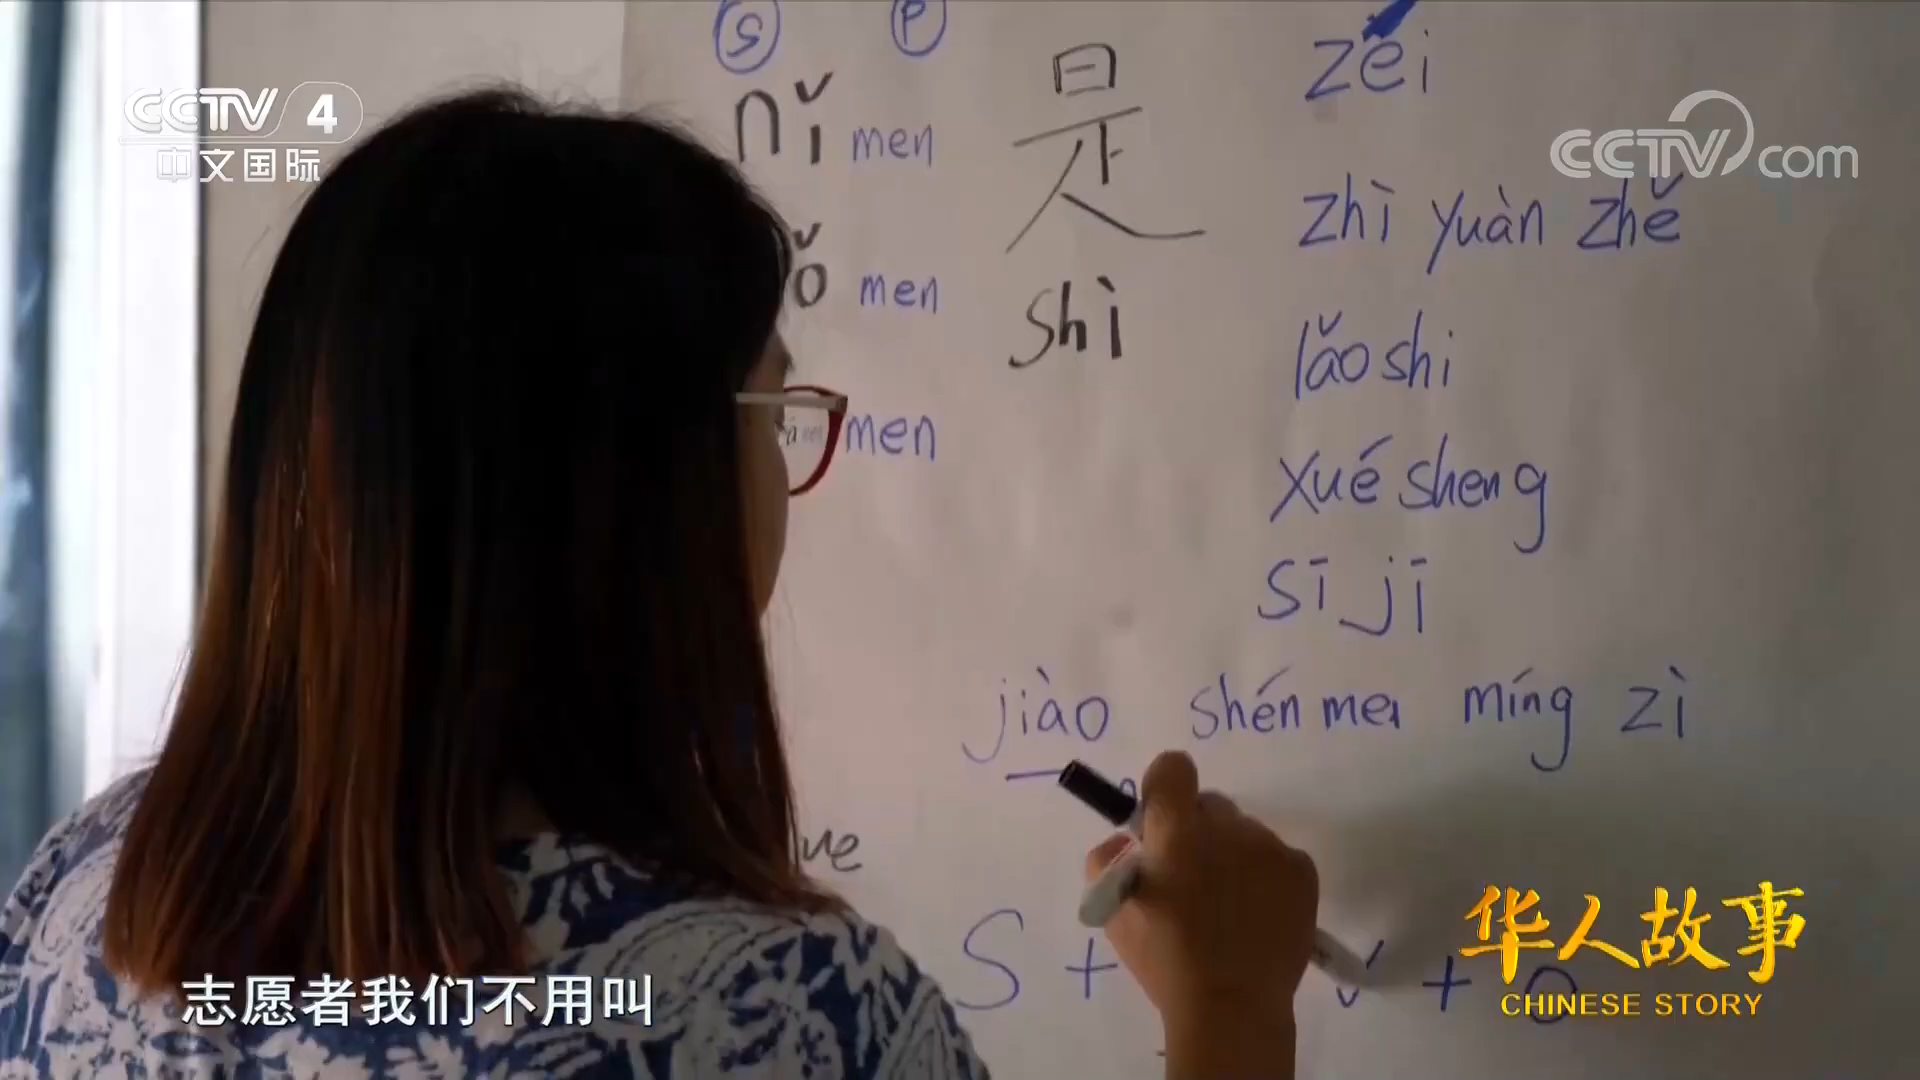 S P
nǐ men
是
zěi
CCTV 4
中文国际
CCTV com
zhì yuàn zhě
ǒ men
shì
lǎo shi
men
xué sheng
sī jī
jiào shén me míng zì
ue
S + v + O
华人故事
CHINESE STORY
志愿者我们不用叫